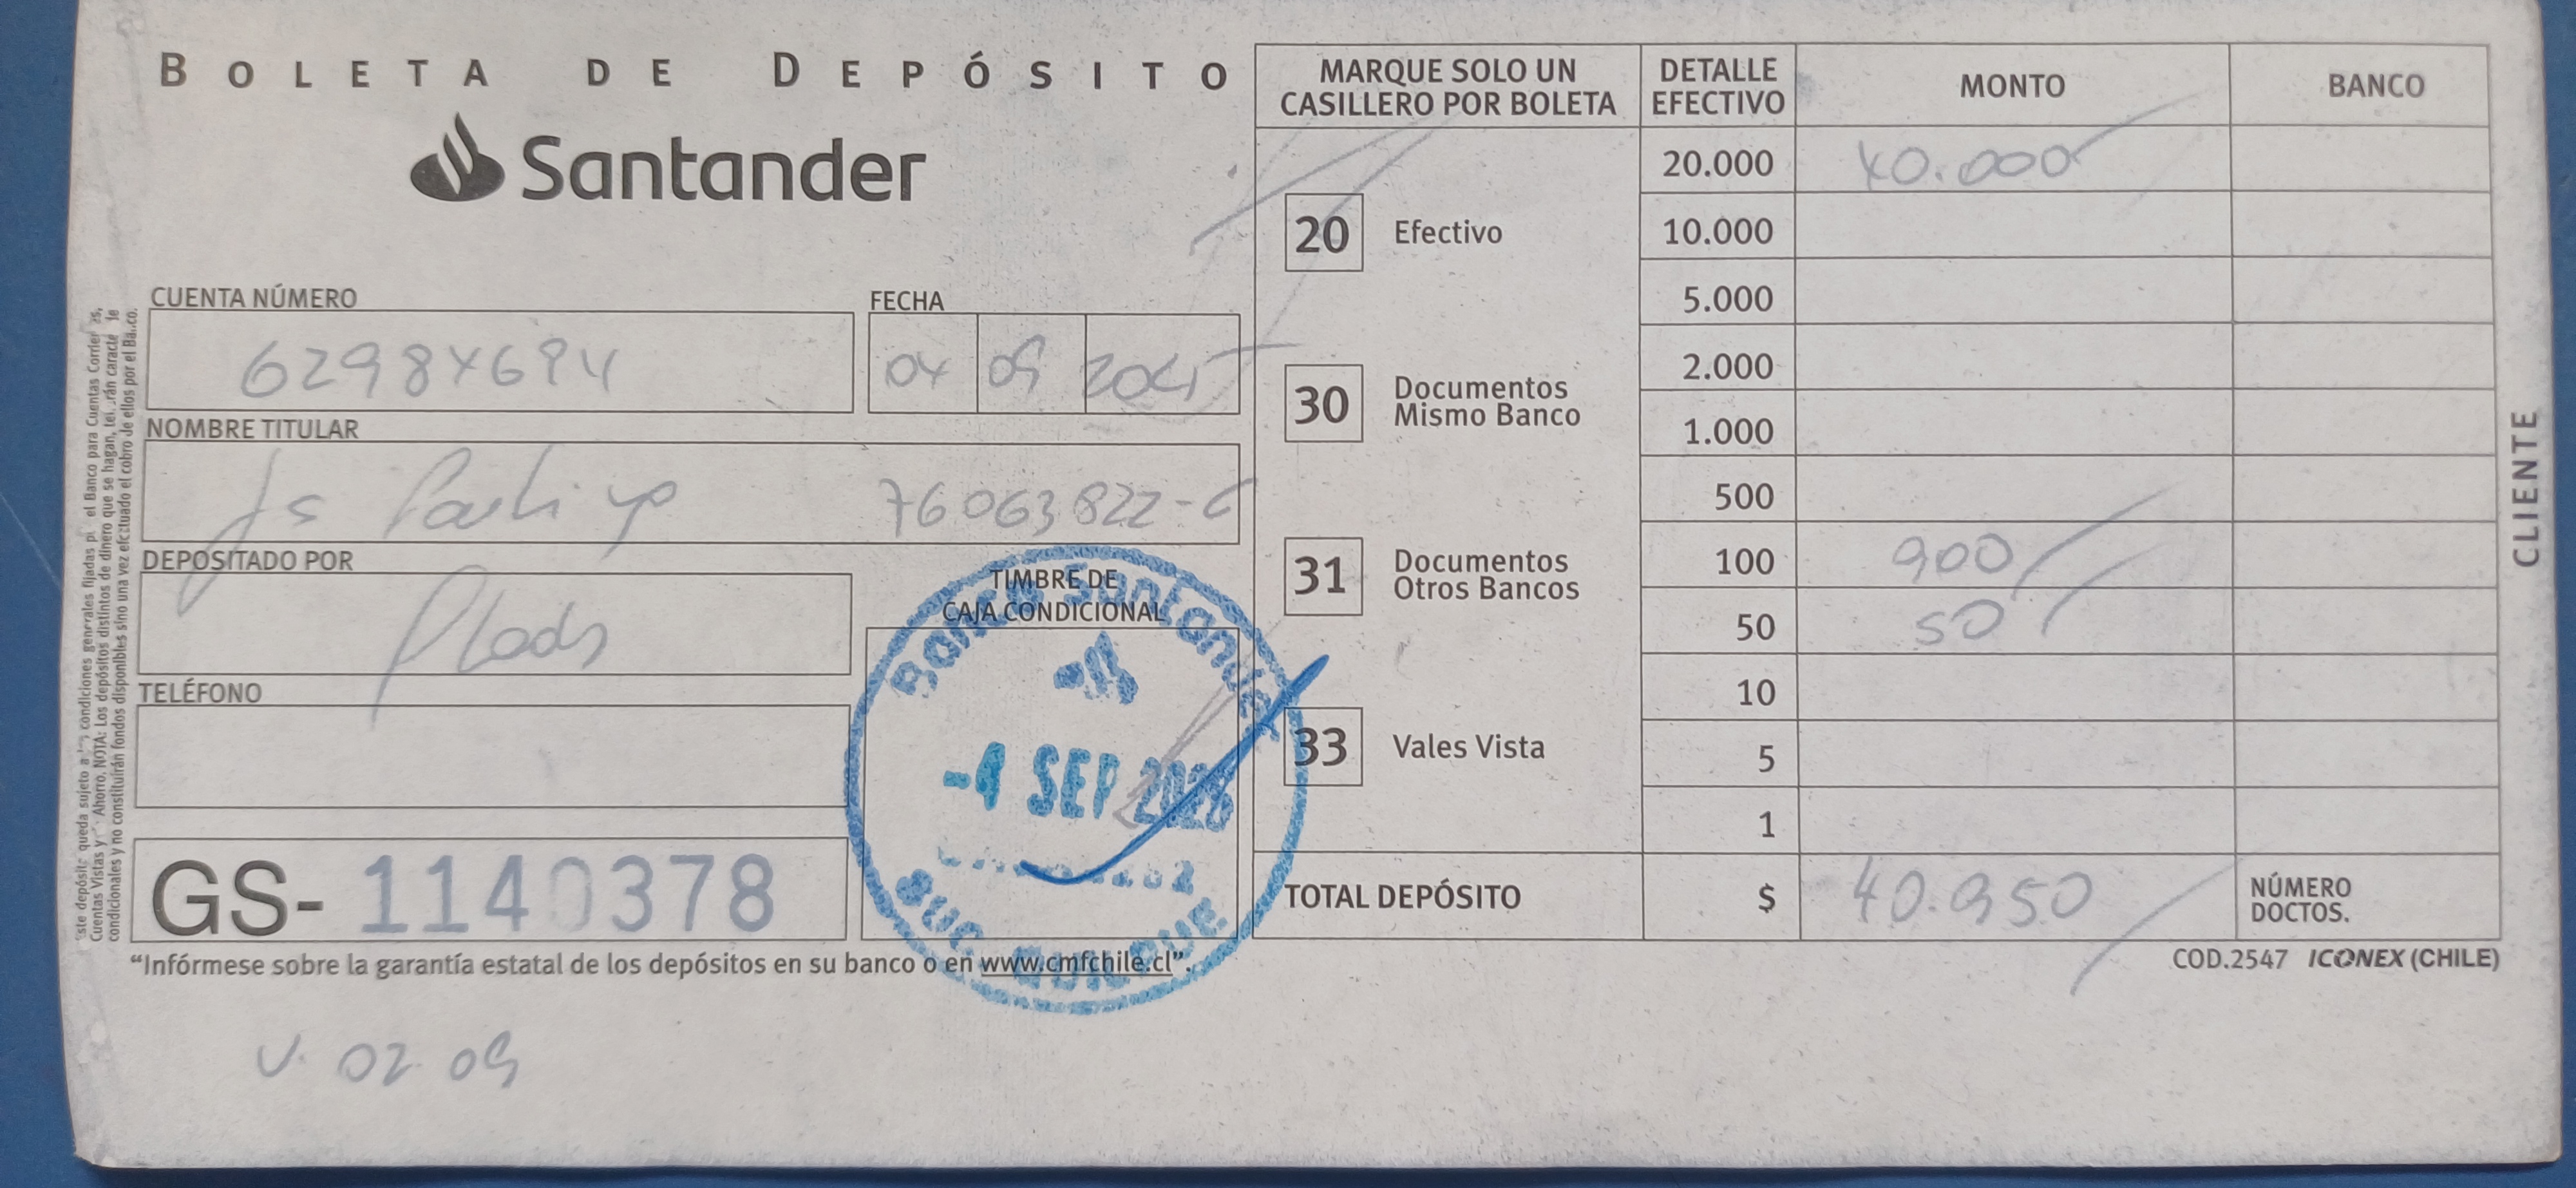 BOLETA DE DEPÓSITO
Santander
CUENTA NÚMERO
62984694
FECHA
04 09 2025
NOMBRE TITULAR
76063822-6
DEPOSITADO POR
TELÉFONO
GS-1140378
TIMBRE DE
CAJA CONDICIONAL
Banco Santander
-4 SEP
SUC.
"Infórmese sobre la garantía estatal de los depósitos en su banco o en www.cmfchile.cl".
V. 02 09
MARQUE SOLO UN
CASILLERO POR BOLETA
20 Efectivo
30 Documentos
Mismo Banco
31 Documentos
Otros Bancos
33 Vales Vista
DETALLE
EFECTIVO MONTO BANCO
20.000 40.000
10.000
5.000
2.000
1.000
500
100 900
50 50
10
5
1
TOTAL DEPÓSITO $ 40.950 NÚMERO
DOCTOS.
COD.2547 ICONEX (CHILE)
CLIENTE